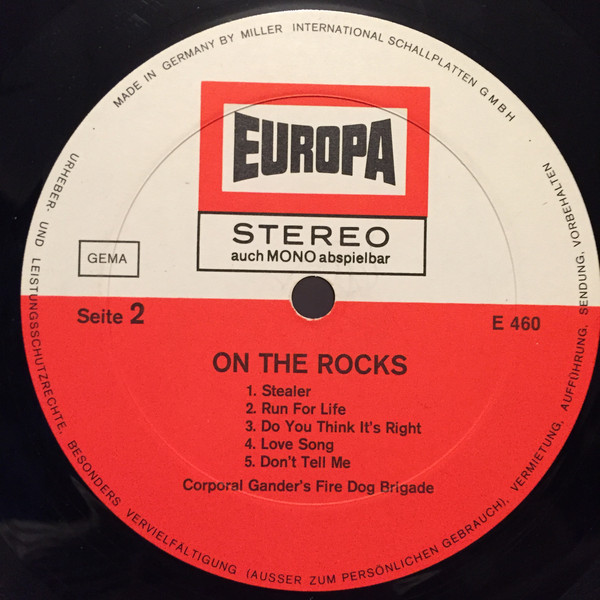 MADE IN GERMANY BY MILLER INTERNATIONAL SCHALLPLATTEN GMBH
EUROPA
STEREO
auch MONO abspielbar
GEMA
Seite 2
E 460
ON THE ROCKS
1. Stealer
2. Run For Life
3. Do You Think It's Right
4. Love Song
5. Don't Tell Me
Corporal Gander's Fire Dog Brigade
URHEBER- UND LEISTUNGSSCHUTZRECHTE, BESONDERS VERVIELFÄLTIGUNG (AUSSER ZUM PERSÖNLICHEN GEBRAUCH), VERMIETUNG, AUFFÜHRUNG, SENDUNG, VORBEHALTEN